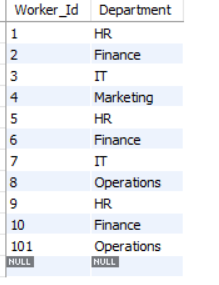 Worker_Id Department
1 HR
2 Finance
3 IT
4 Marketing
5 HR
6 Finance
7 IT
8 Operations
9 HR
10 Finance
101 Operations
NULL NULL